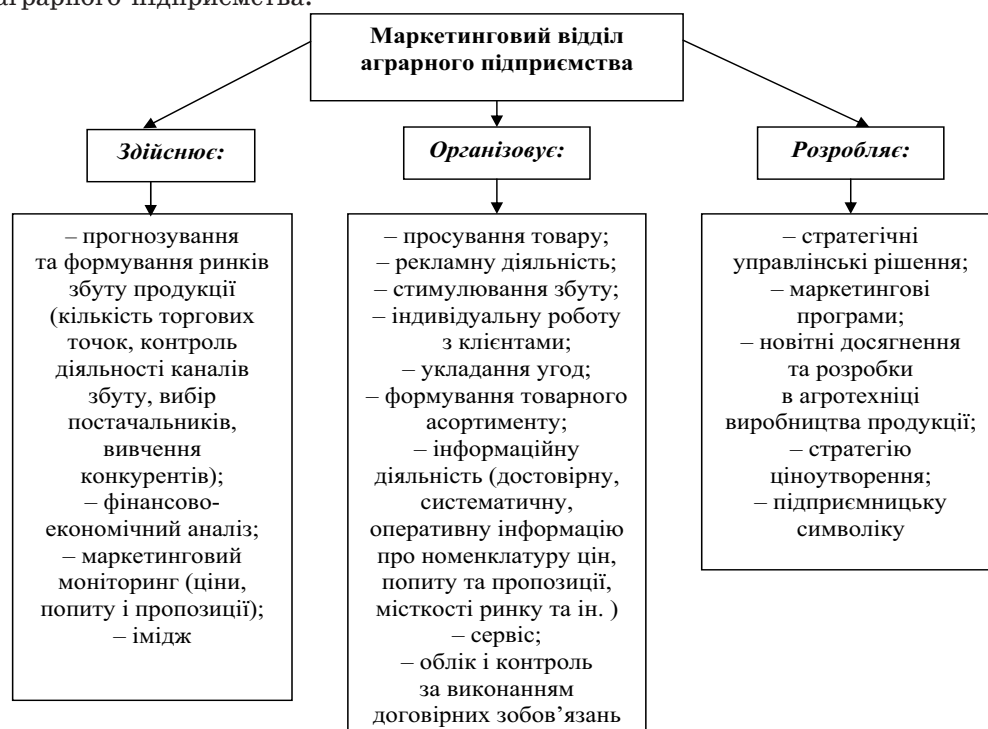 аграрного підприємства.
Маркетинговий відділ
аграрного підприємства
Здійснює:
Організовує:
Розробляє:
– прогнозування
та формування ринків
збуту продукції
(кількість торгових
точок, контроль
діяльності каналів
збуту, вибір
постачальників,
вивчення
конкурентів);
– фінансово-
економічний аналіз;
– маркетинговий
моніторинг (ціни,
попиту і пропозиції);
– імідж
– просування товару;
– рекламну діяльність;
– стимулювання збуту;
– індивідуальну роботу
з клієнтами;
– укладання угод;
– формування товарного
асортименту;
– інформаційну
діяльність (достовірну,
систематичну,
оперативну інформацію
про номенклатуру цін,
попиту та пропозиції,
місткості ринку та ін. )
– сервіс;
– облік і контроль
за виконанням
договірних зобов’язань
– стратегічні
управлінські рішення;
– маркетингові
програми;
– новітні досягнення
та розробки
в агротехніці
виробництва продукції;
– стратегію
ціноутворення;
– підприємницьку
символіку